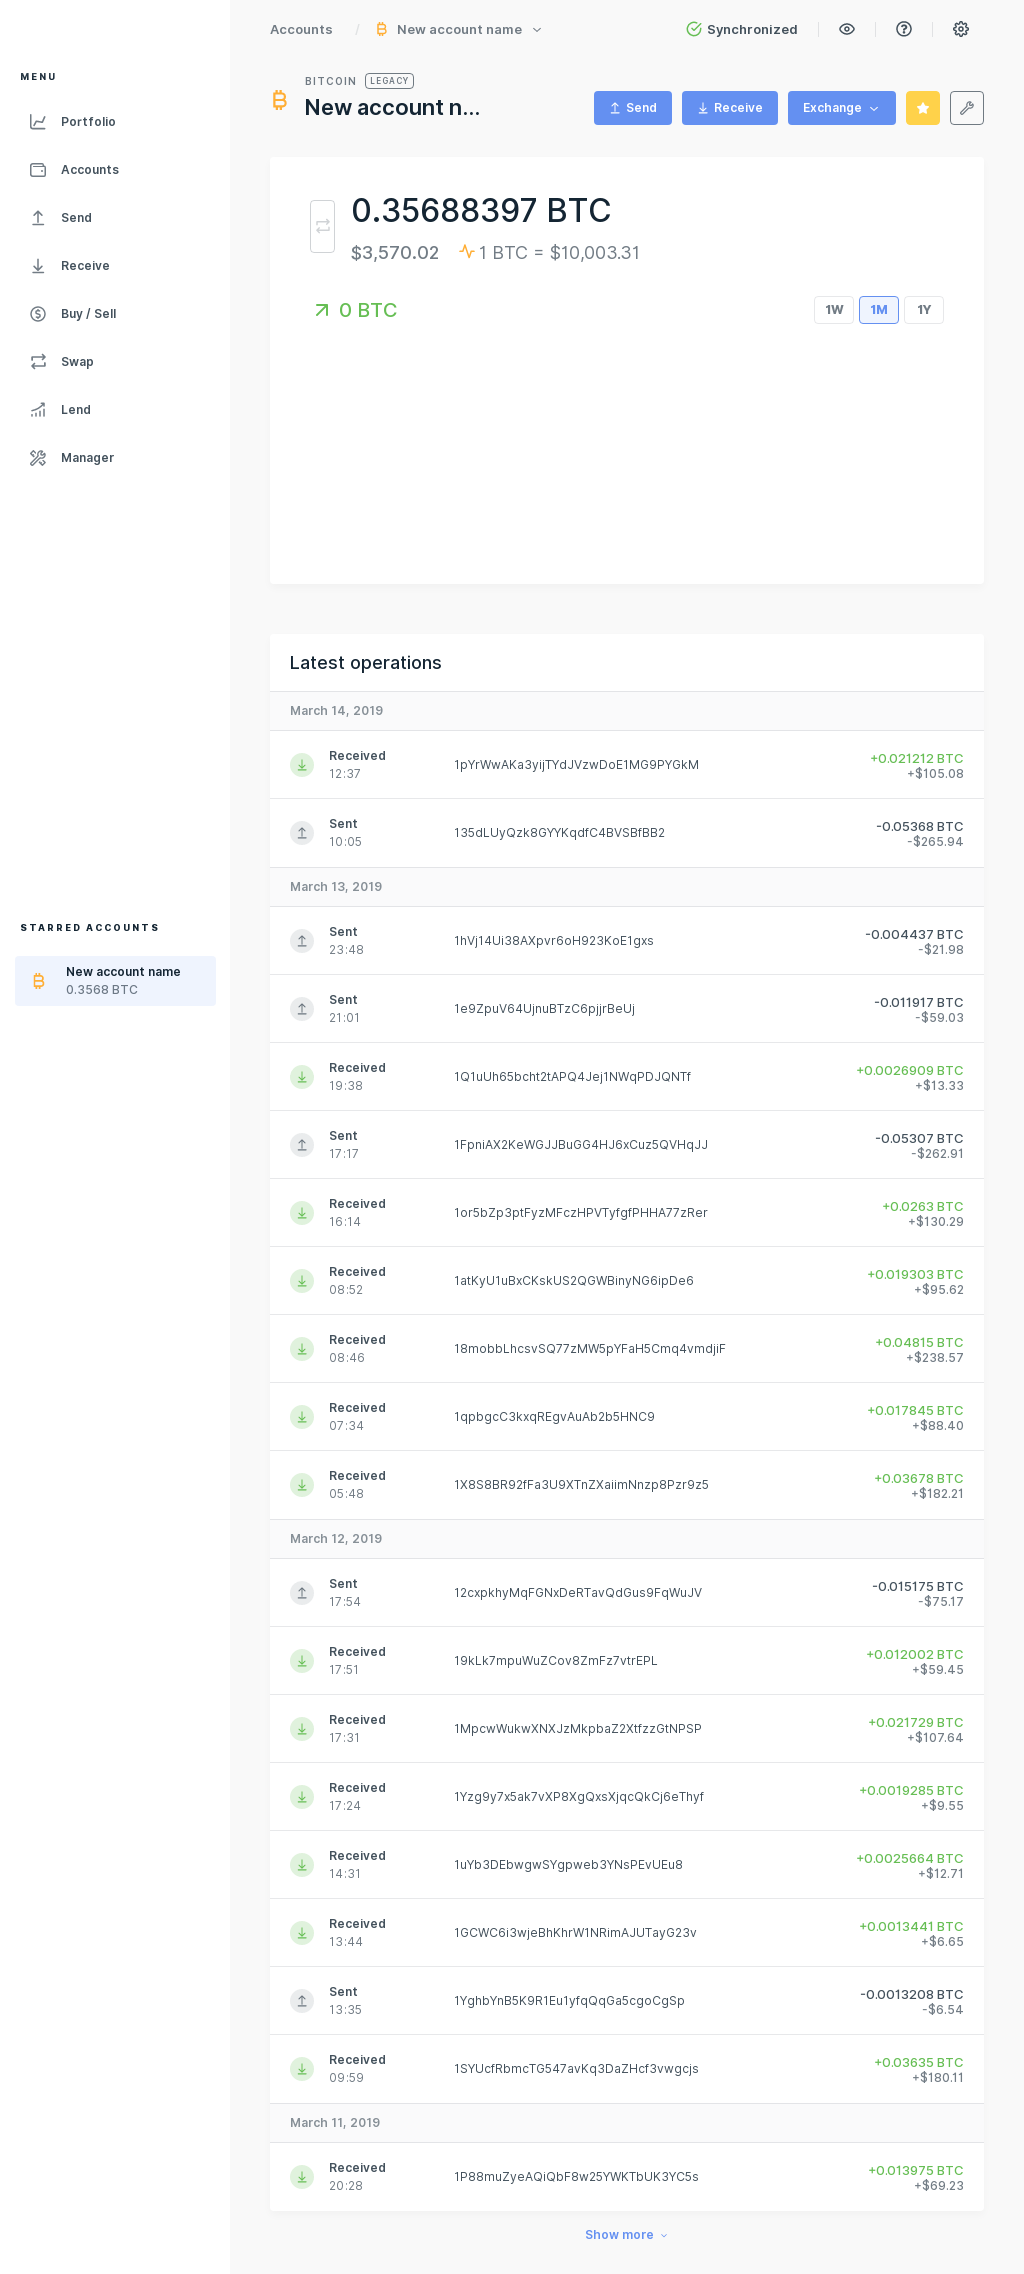 Accounts / New account name
Synchronized
MENU
Portfolio
Accounts
Send
Receive
Buy / Sell
Swap
Lend
Manager
STARRED ACCOUNTS
New account name
0.3568 BTC
BITCOIN LEGACY
New account n...
Send
Receive
Exchange
0.35688397 BTC
$3,570.02 1 BTC = $10,003.31
0 BTC
1W 1M 1Y
Latest operations
March 14, 2019
Received
12:37
1pYrWwAKa3yijTYdJVzwDoE1MG9PYGkM
+0.021212 BTC
+$105.08
Sent
10:05
135dLUyQzk8GYYKqdfC4BVSBfBB2
-0.05368 BTC
-$265.94
March 13, 2019
Sent
23:48
1hVj14Ui38AXpvr6oH923KoE1gxs
-0.004437 BTC
-$21.98
Sent
21:01
1e9ZpuV64UjnuBTzC6pjjrBeUj
-0.011917 BTC
-$59.03
Received
19:38
1Q1uUh65bcht2tAPQ4Jej1NWqPDJQNTf
+0.0026909 BTC
+$13.33
Sent
17:17
1FpniAX2KeWGJJBuGG4HJ6xCuz5QVHqJJ
-0.05307 BTC
-$262.91
Received
16:14
1or5bZp3ptFyzMFczHPVTyfgfPHHA77zRer
+0.0263 BTC
+$130.29
Received
08:52
1atKyU1uBxCKskUS2QGWBinyNG6ipDe6
+0.019303 BTC
+$95.62
Received
08:46
18mobbLhcsvSQ77zMW5pYFaH5Cmq4vmdjiF
+0.04815 BTC
+$238.57
Received
07:34
1qpbgcC3kxqREgvAuAb2b5HNC9
+0.017845 BTC
+$88.40
Received
05:48
1X8S8BR92fFa3U9XTnZXaiimNnzp8Pzr9z5
+0.03678 BTC
+$182.21
March 12, 2019
Sent
17:54
12cxpkhyMqFGNxDeRTavQdGus9FqWuJV
-0.015175 BTC
-$75.17
Received
17:51
19kLk7mpuWuZCov8ZmFz7vtrEPL
+0.012002 BTC
+$59.45
Received
17:31
1MpcwWukwXNXJzMkpbaZ2XtfzzGtNPSP
+0.021729 BTC
+$107.64
Received
17:24
1Yzg9y7x5ak7vXP8XgQxsXjqcQkCj6eThyf
+0.0019285 BTC
+$9.55
Received
14:31
1uYb3DEbwgwSYgpweb3YNsPEvUEu8
+0.0025664 BTC
+$12.71
Received
13:44
1GCWC6i3wjeBhKhrW1NRimAJUTayG23v
+0.0013441 BTC
+$6.65
Sent
13:35
1YghbYnB5K9R1Eu1yfqQqGa5cgoCgSp
-0.0013208 BTC
-$6.54
Received
09:59
1SYUcfRbmcTG547avKq3DaZHcf3vwgcjs
+0.03635 BTC
+$180.11
March 11, 2019
Received
20:28
1P88muZyeAQiQbF8w25YWKTbUK3YC5s
+0.013975 BTC
+$69.23
Show more